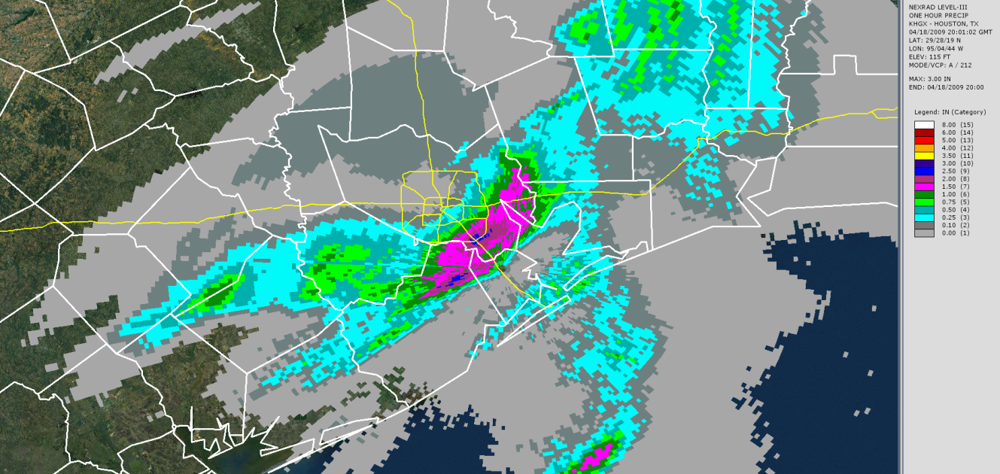 NEXRAD LEVEL-III
ONE HOUR PRECIP
KHGX - HOUSTON, TX
04/18/2009 20:01:02 GMT
LAT: 29/28/19 N
LON: 95/04/44 W
ELEV: 115 FT
MODE/VCP: A / 212
MAX: 3.00 IN
END: 04/18/2009 20:00
Legend: IN (Category)
8.00 (15)
6.00 (14)
5.00 (13)
4.00 (12)
3.50 (11)
3.00 (10)
2.50 (9)
2.00 (8)
1.50 (7)
1.00 (6)
0.75 (5)
0.50 (4)
0.25 (3)
0.10 (2)
0.00 (1)